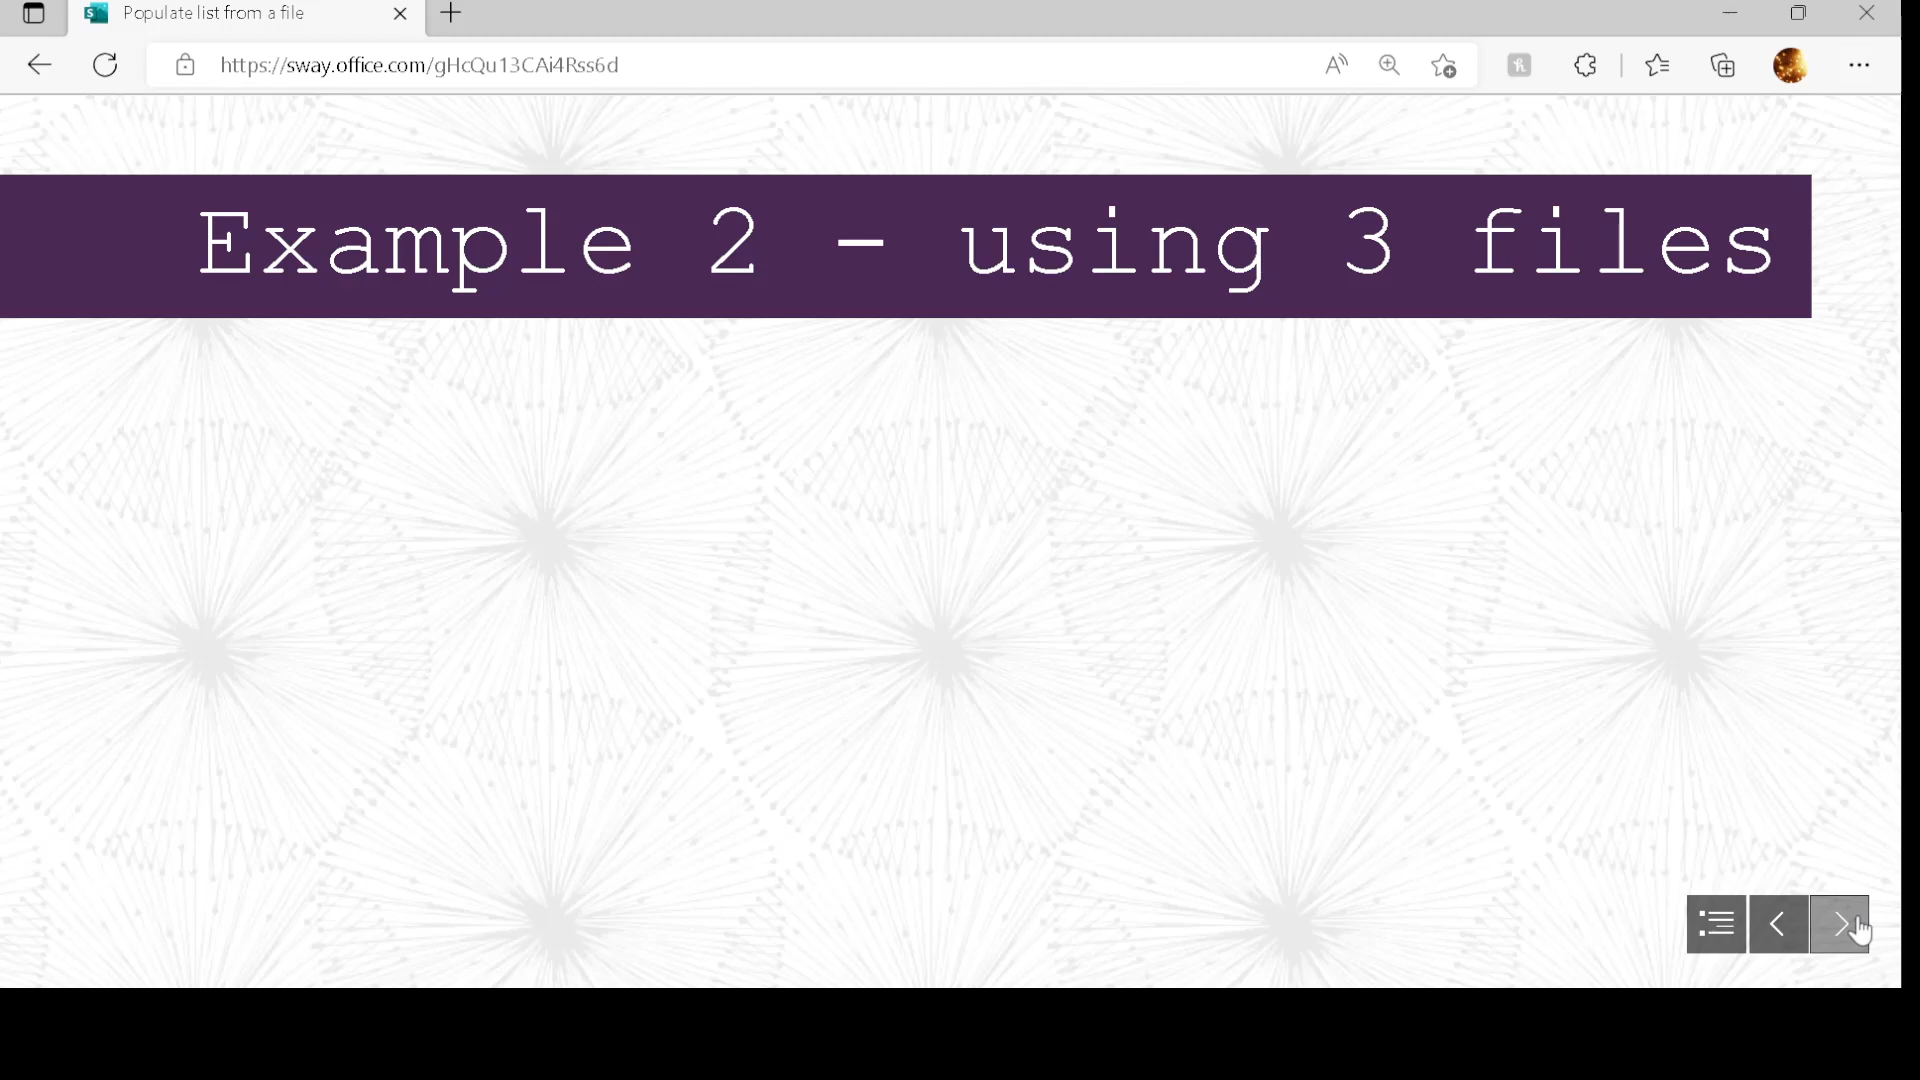 Populate list from a file
https://sway.office.com/gHcQu13CAi4Rss6d
Example 2 - using 3 files